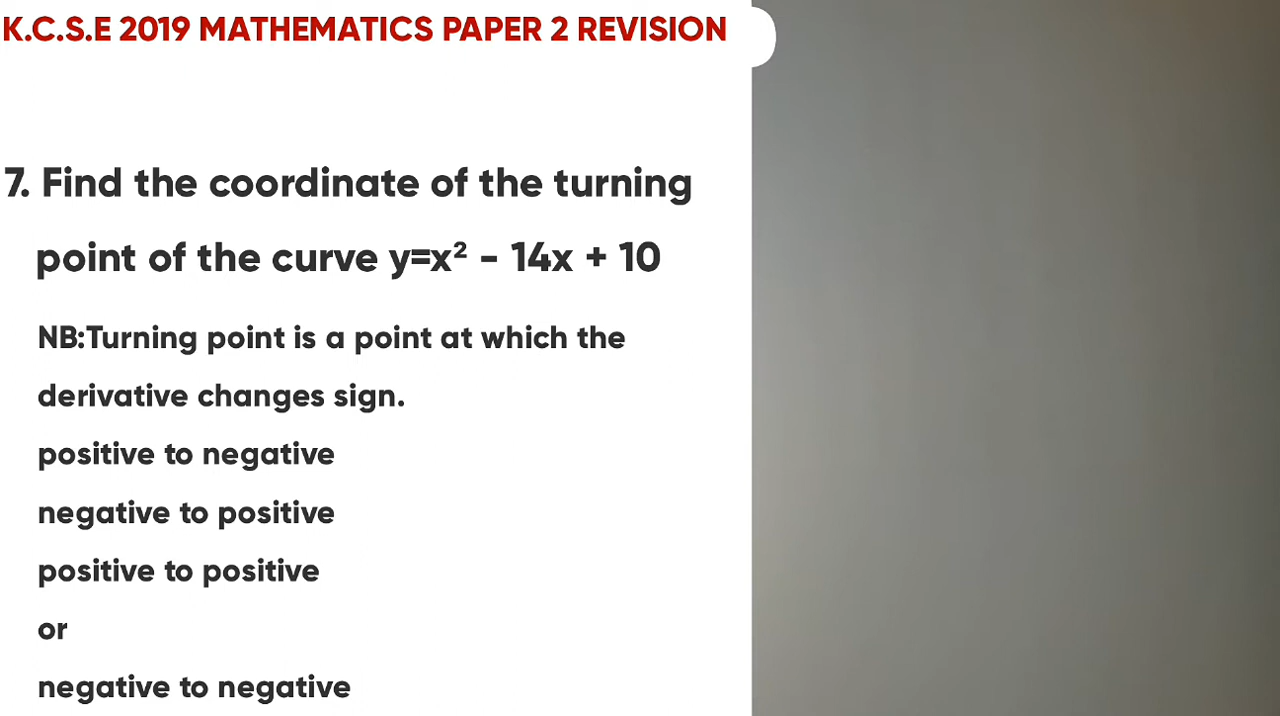 K.C.S.E 2019 MATHEMATICS PAPER 2 REVISION
7. Find the coordinate of the turning
point of the curve y=x² - 14x + 10
NB:Turning point is a point at which the
derivative changes sign.
positive to negative
negative to positive
positive to positive
or
negative to negative